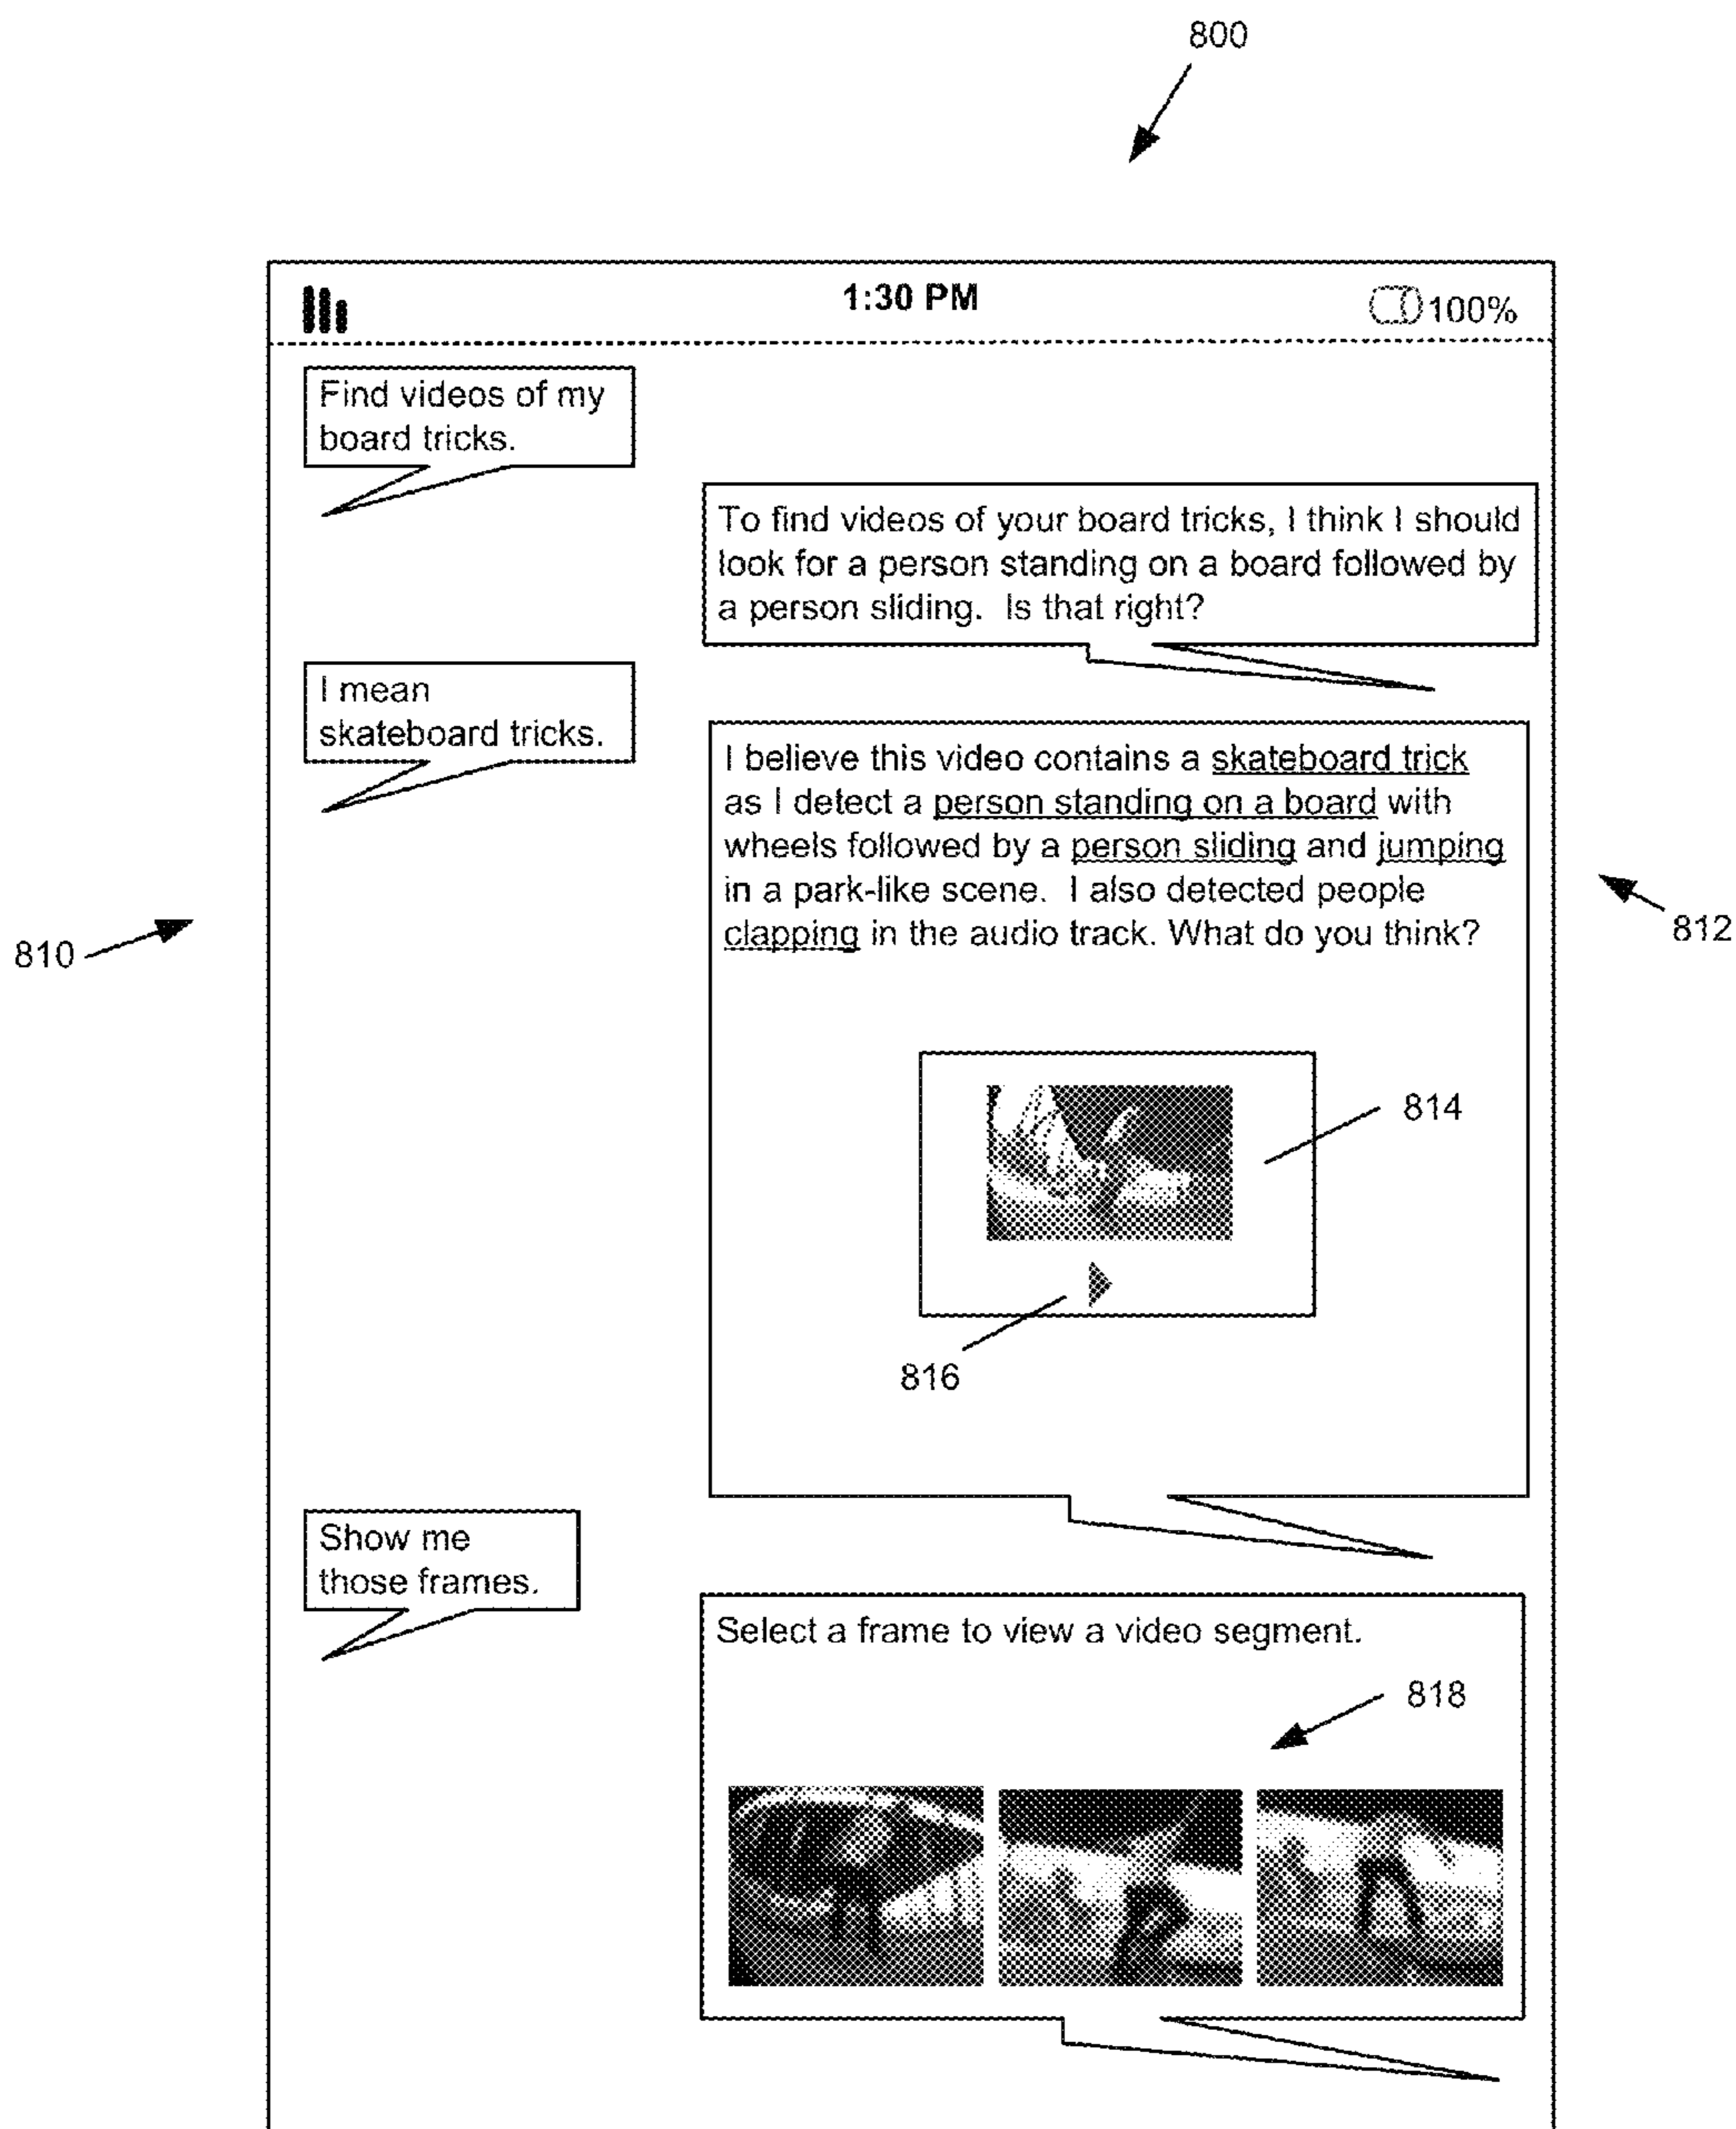 800
1:30 PM
100%
Find videos of my
board tricks.
To find videos of your board tricks, I think I should
look for a person standing on a board followed by
a person sliding.  Is that right?
I mean
skateboard tricks.
I believe this video contains a skateboard trick
as I detect a person standing on a board with
wheels followed by a person sliding and jumping
in a park-like scene.  I also detected people
clapping in the audio track. What do you think?
810
812
814
816
Show me
those frames.
Select a frame to view a video segment.
818